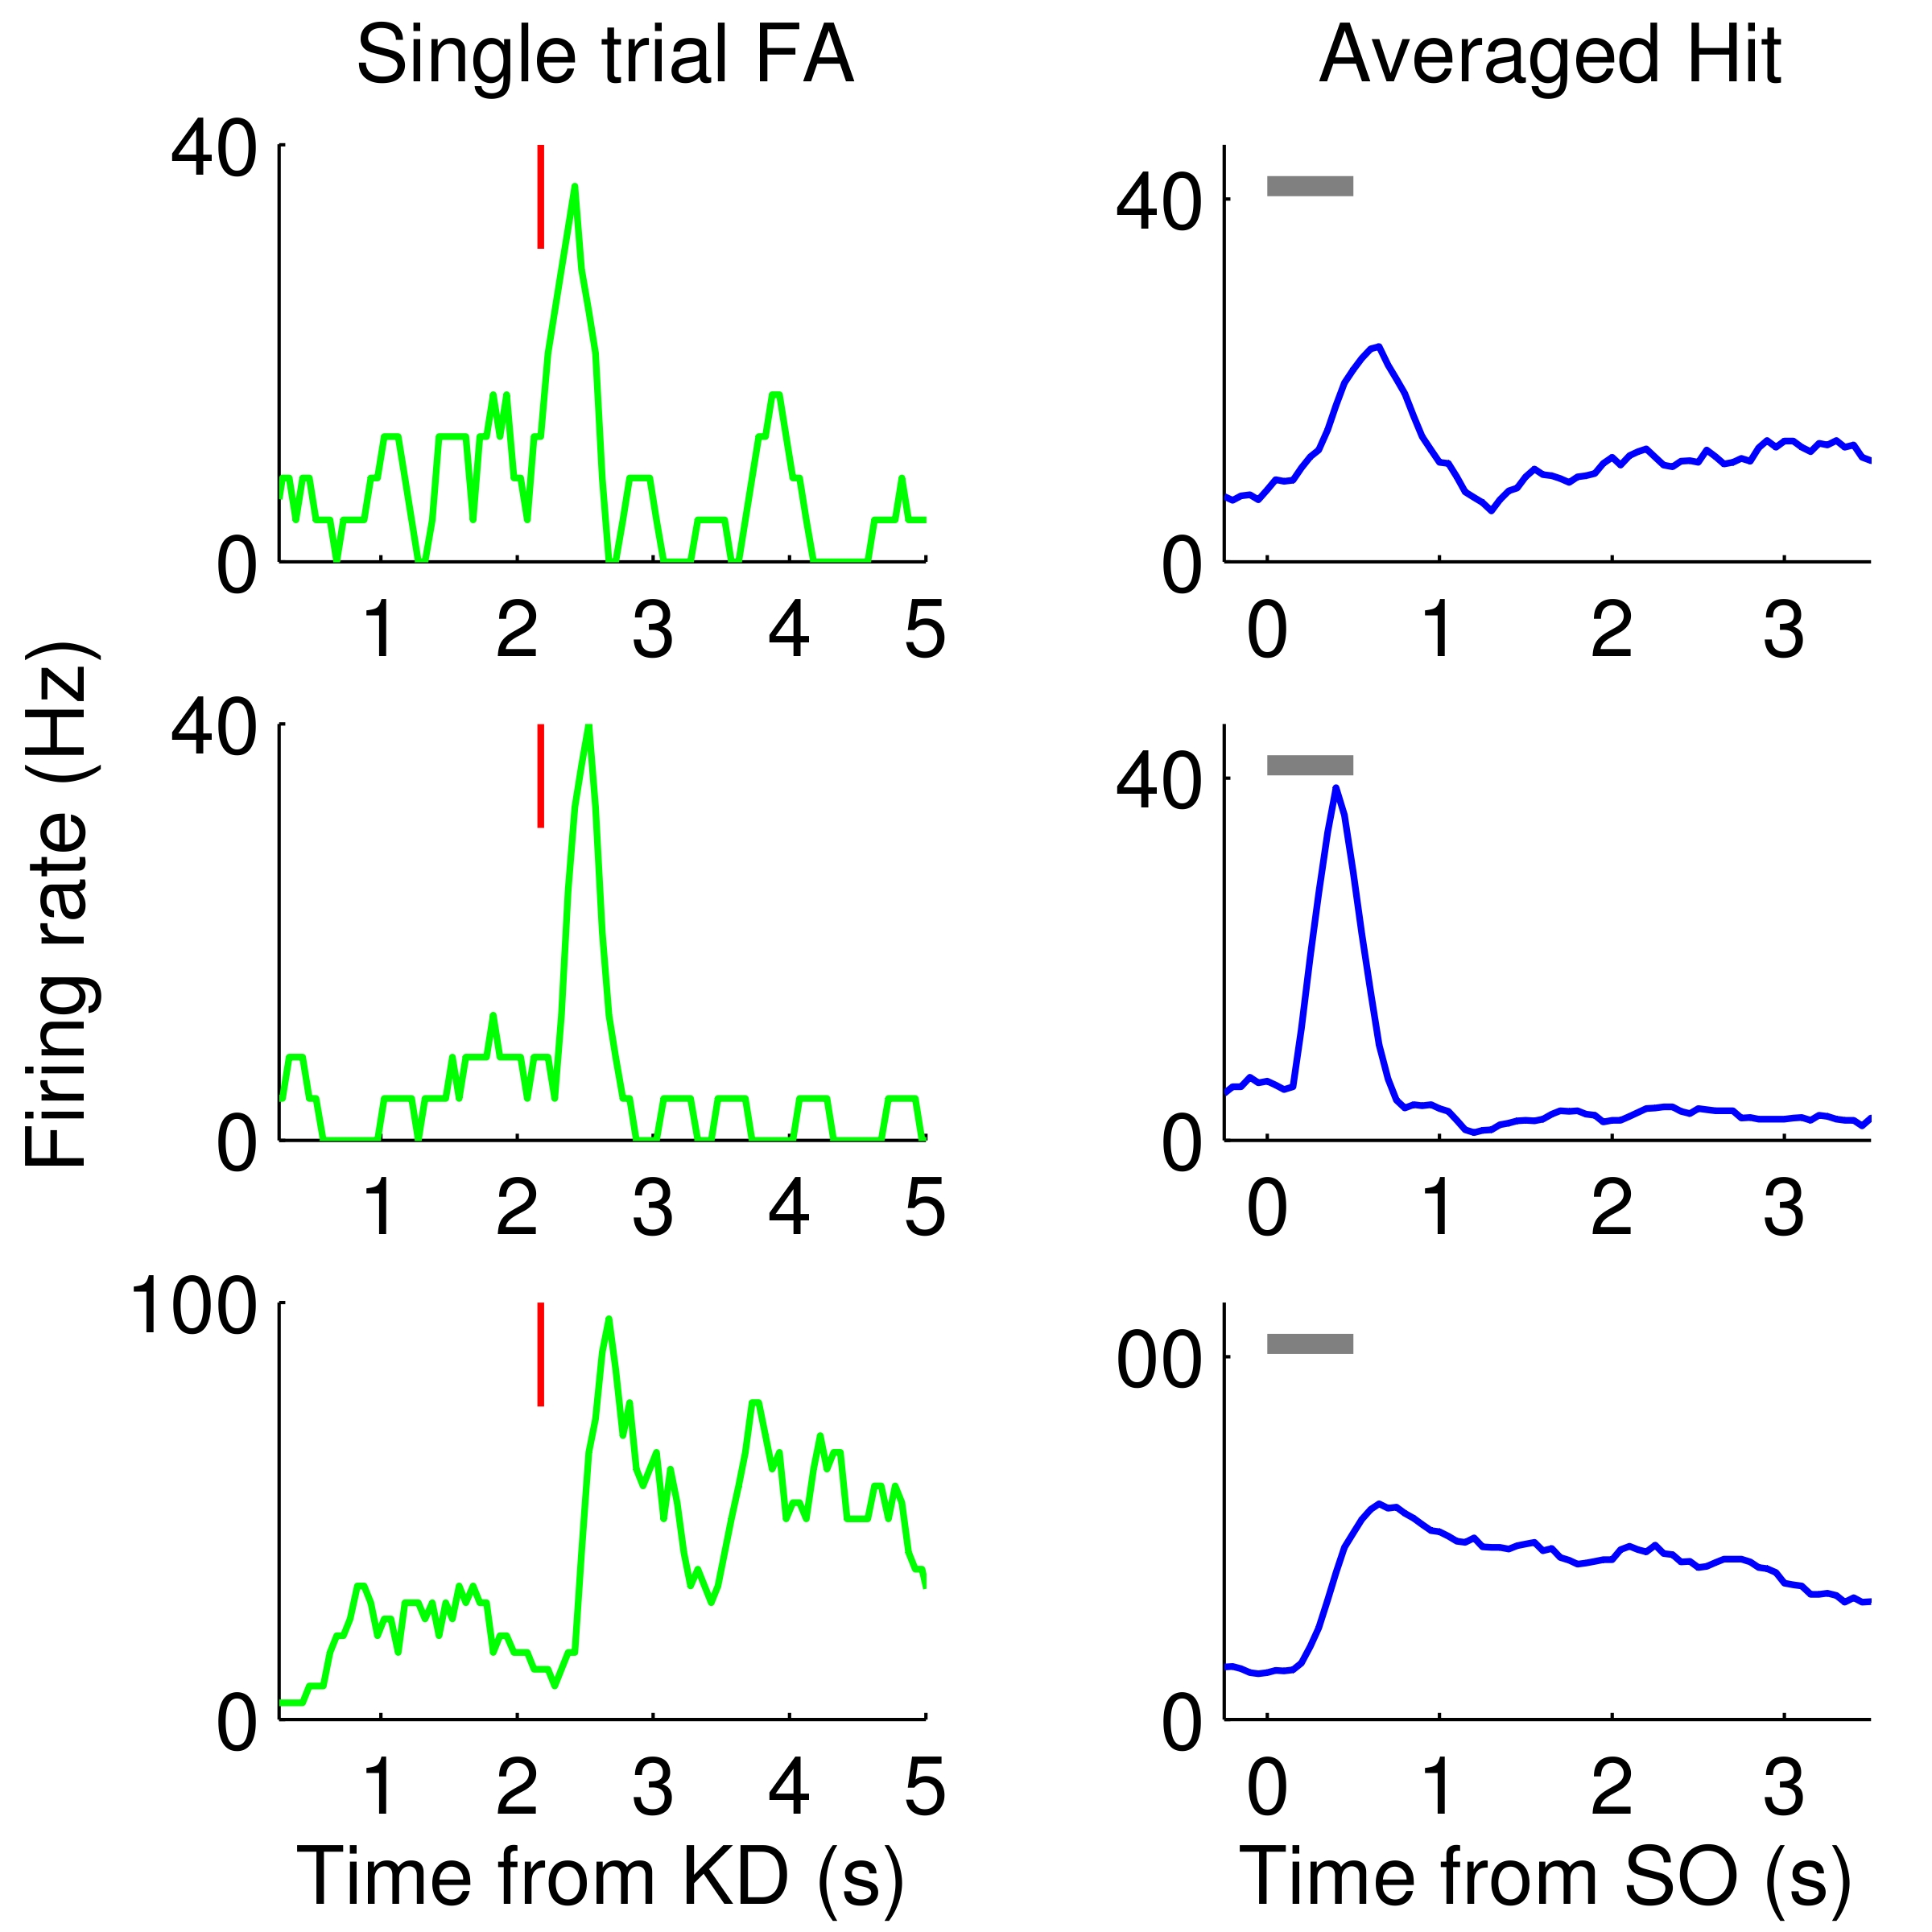 Single trial FA
Averaged Hit
Firing rate (Hz)
40
0
1 2 3 4 5
40
0
0 1 2 3
40
0
1 2 3 4 5
40
0
0 1 2 3
100
0
1 2 3 4 5
Time from KD (s)
00
0
0 1 2 3
Time from SO (s)